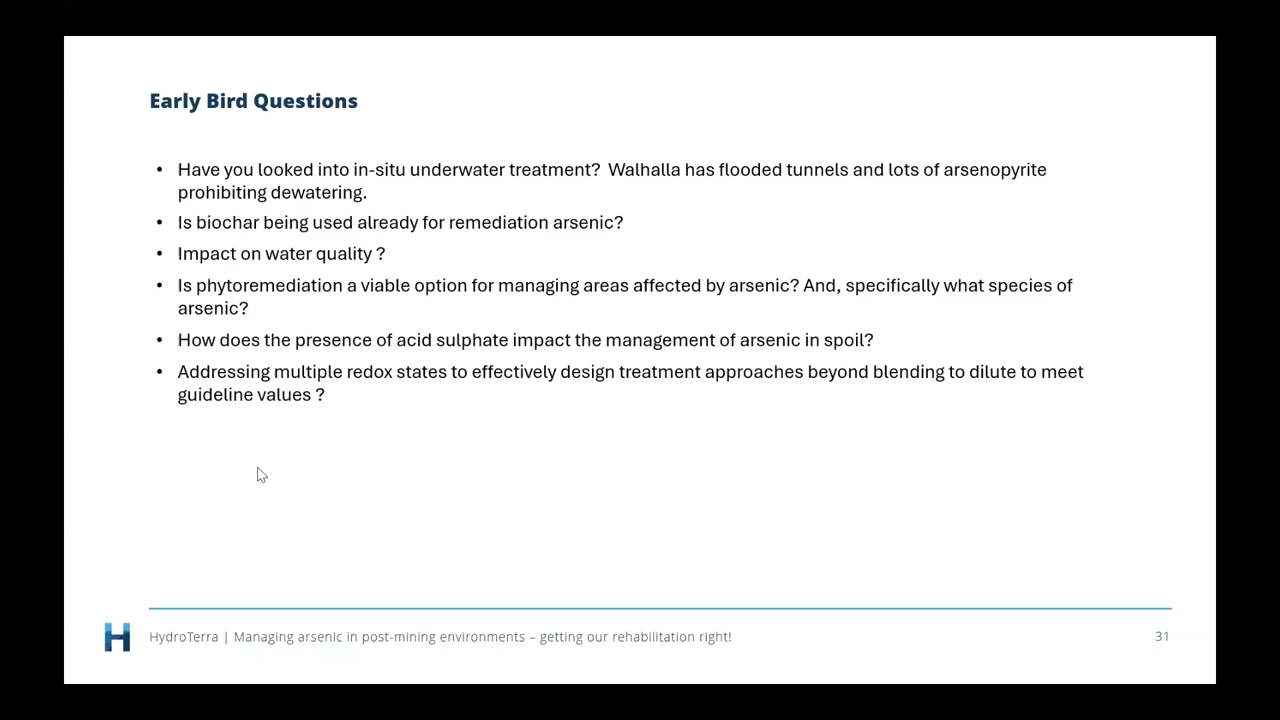 Early Bird Questions
• Have you looked into in-situ underwater treatment?  Walhalla has flooded tunnels and lots of arsenopyrite
prohibiting dewatering.
• Is biochar being used already for remediation arsenic?
• Impact on water quality ?
• Is phytoremediation a viable option for managing areas affected by arsenic? And, specifically what species of
arsenic?
• How does the presence of acid sulphate impact the management of arsenic in spoil?
• Addressing multiple redox states to effectively design treatment approaches beyond blending to dilute to meet
guideline values ?
H HydroTerra | Managing arsenic in post-mining environments – getting our rehabilitation right! 31